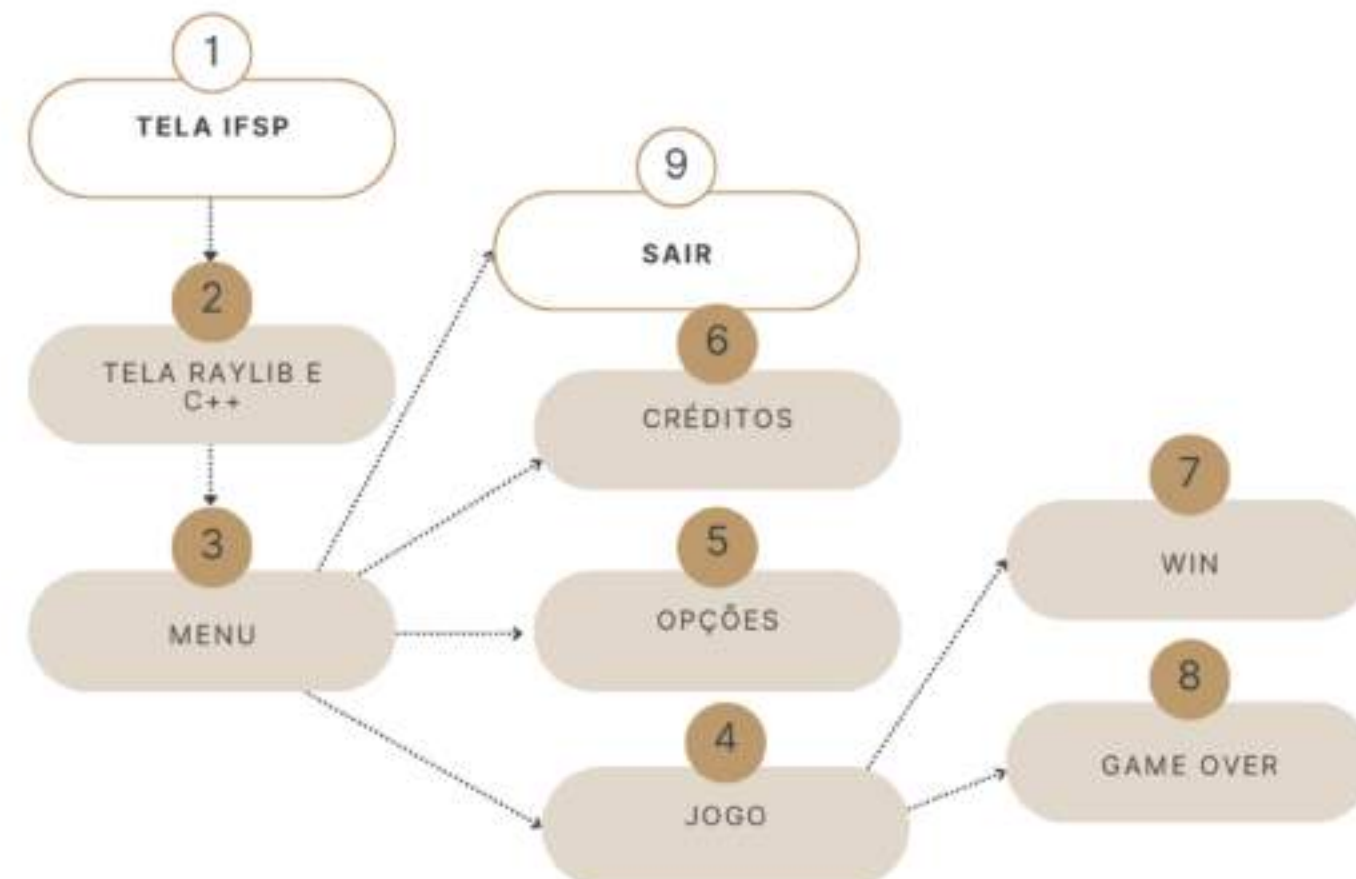 1
TELA IFSP
2
TELA RAYLIB E
C++
3
MENU
9
SAIR
6
CRÉDITOS
5
OPÇÕES
4
JOGO
7
WIN
8
GAME OVER